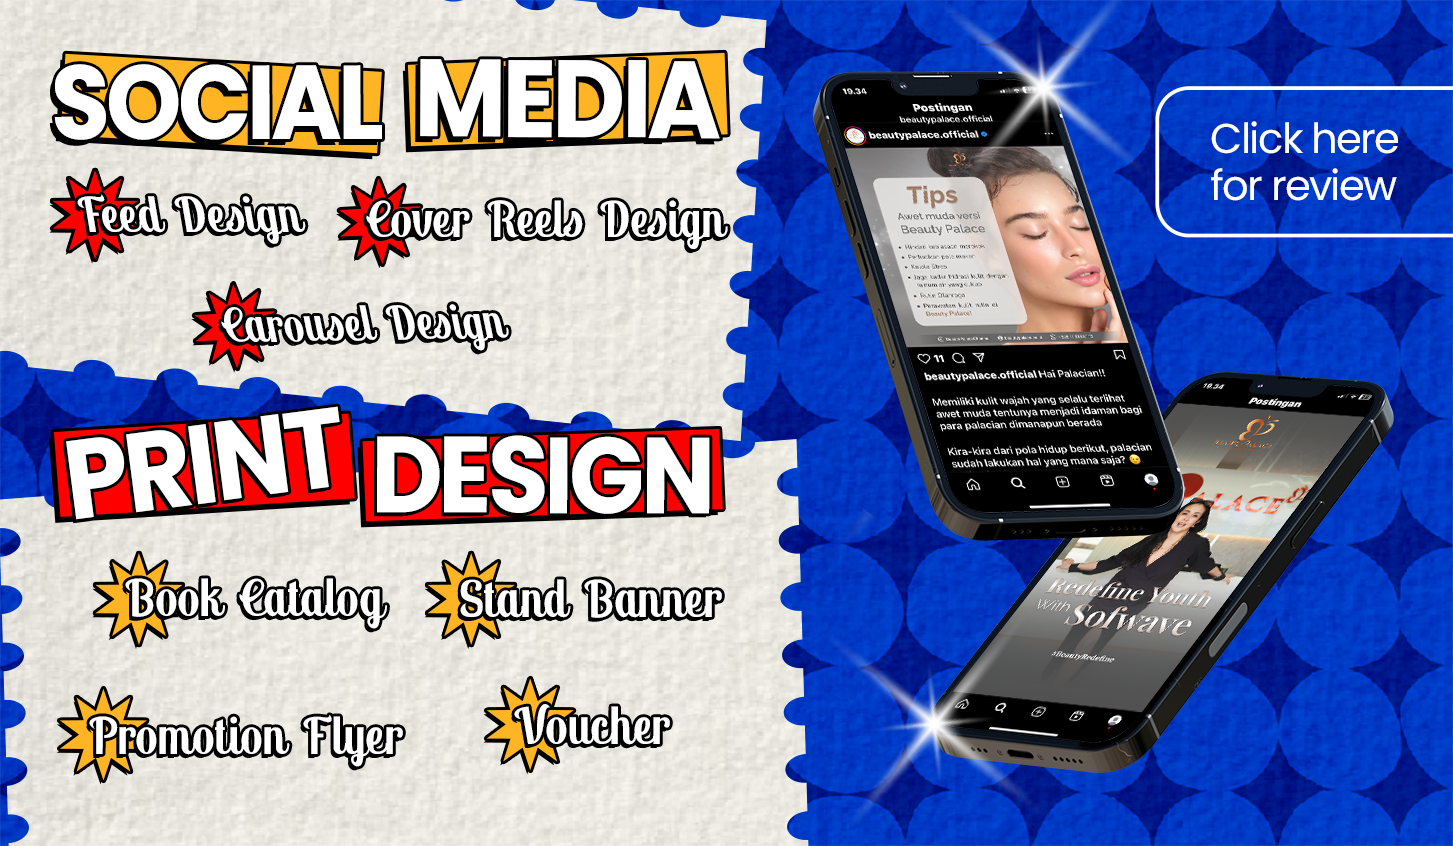 SOCIAL MEDIA
Feed Design
Cover Reels Design
Carousel Design
PRINT DESIGN
Book Catalog
Stand Banner
Promotion Flyer
Voucher
Click here
for review
19.34
Postingan
beautypalace.official
beautypalace.official
Tips
Awet muda versi
Beauty Palace
Beauty Palace!
11
beautypalace.official Hai Palacian!!
Memiliki kulit wajah yang selalu terlihat
awet muda tentunya menjadi idaman bagi
para palacian dimanapun berada
Kira-kira dari pola hidup berikut, palacian
sudah lakukan hal yang mana saja? 😉
19.34
Postingan
ALACE
Redefine Youth
With Sofwave
#BeautyRedefine